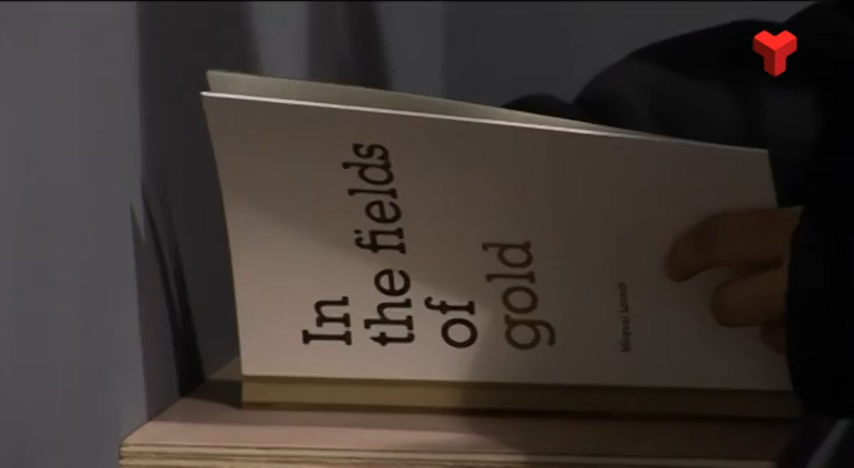 In
the fields
of
gold